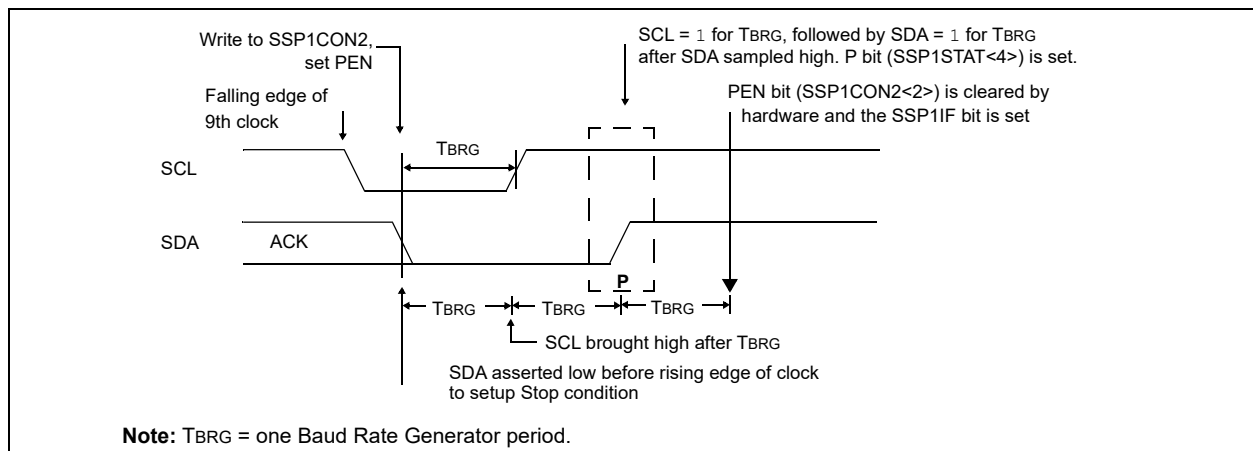 Write to SSP1CON2,
set PEN
SCL = 1 for TBRG, followed by SDA = 1 for TBRG
after SDA sampled high. P bit (SSP1STAT<4>) is set.
Falling edge of
9th clock
PEN bit (SSP1CON2<2>) is cleared by
hardware and the SSP1IF bit is set
TBRG
SCL
SDA
ACK
P
TBRG
TBRG
TBRG
SCL brought high after TBRG
SDA asserted low before rising edge of clock
to setup Stop condition
Note: TBRG = one Baud Rate Generator period.